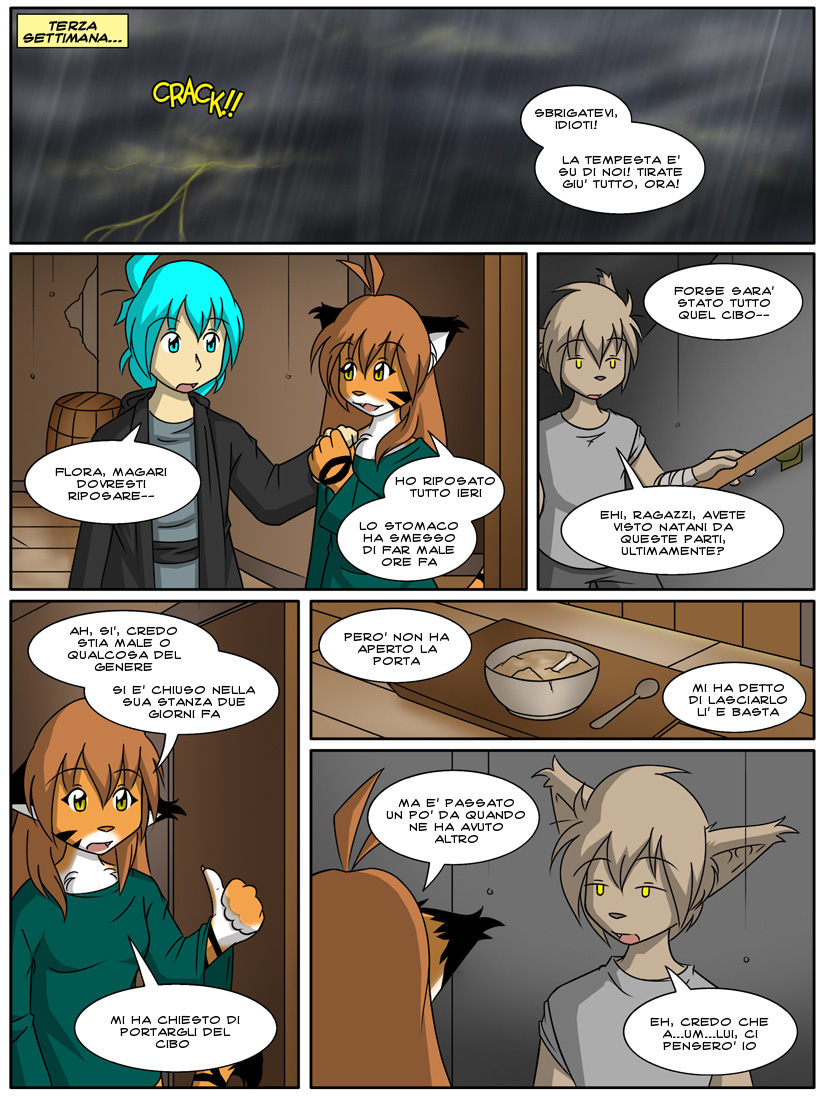 TERZA
SETTIMANA...
CRACK!!
SBRIGATEVI,
IDIOTI!
LA TEMPESTA E'
SU DI NOI! TIRATE
GIU' TUTTO, ORA!
FLORA, MAGARI
DOVRESTI
RIPOSARE--
HO RIPOSATO
TUTTO IERI
LO STOMACO
HA SMESSO
DI FAR MALE
ORE FA
FORSE SARA'
STATO TUTTO
QUEL CIBO--
EHI, RAGAZZI, AVETE
VISTO NATANI DA
QUESTE PARTI,
ULTIMAMENTE?
AH, SI', CREDO
STIA MALE O
QUALCOSA DEL
GENERE
SI E' CHIUSO NELLA
SUA STANZA DUE
GIORNI FA
MI HA CHIESTO DI
PORTARGLI DEL
CIBO
PERO' NON HA
APERTO LA
PORTA
MI HA DETTO
DI LASCIARLO
LI' E BASTA
MA E' PASSATO
UN PO' DA QUANDO
NE HA AVUTO
ALTRO
EH, CREDO CHE
A...UM...LUI, CI
PENSERO' IO